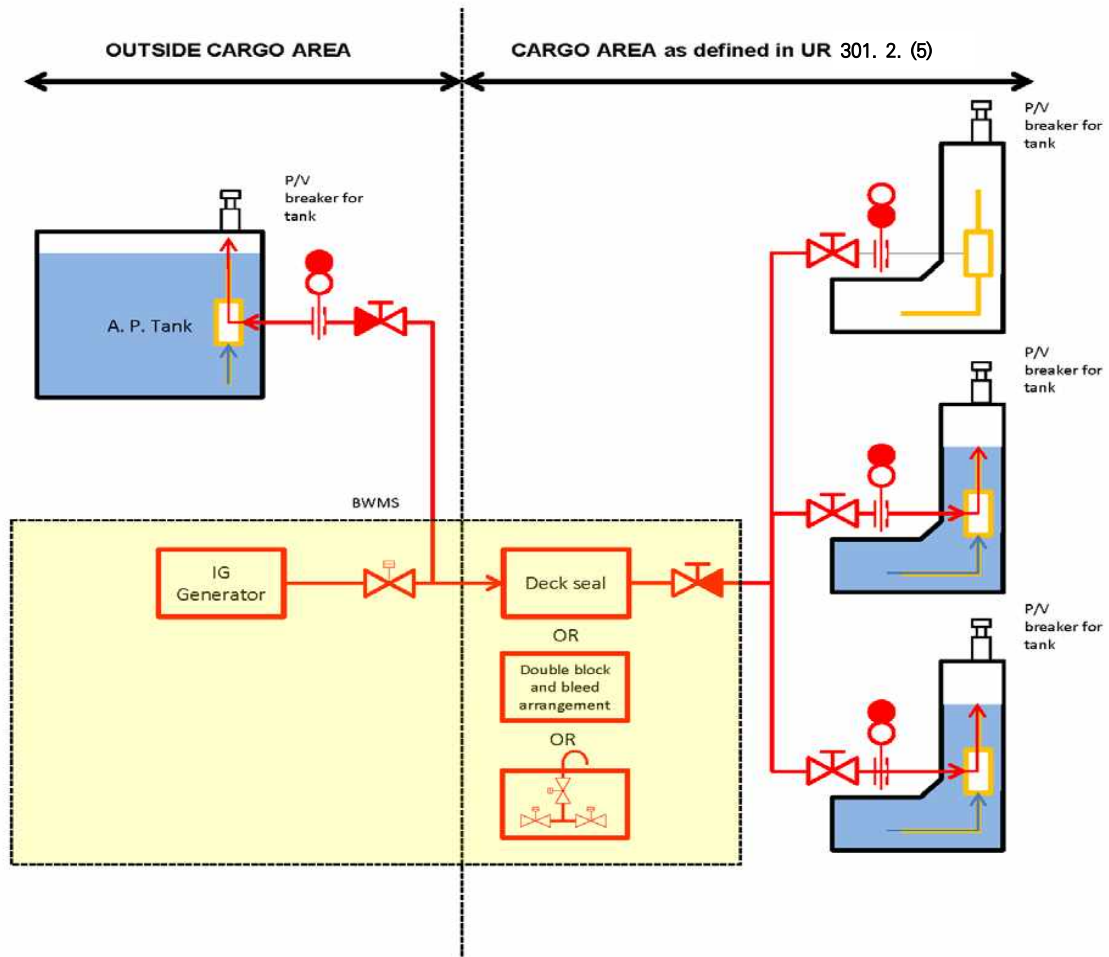 OUTSIDE CARGO AREA
CARGO AREA as defined in UR 301. 2. (5)
P/V
breaker for
tank
P/V
breaker for
tank
A. P. Tank
P/V
breaker for
tank
BWMS
IG
Generator
Deck seal
OR
Double block
and bleed
arrangement
OR
P/V
breaker for
tank